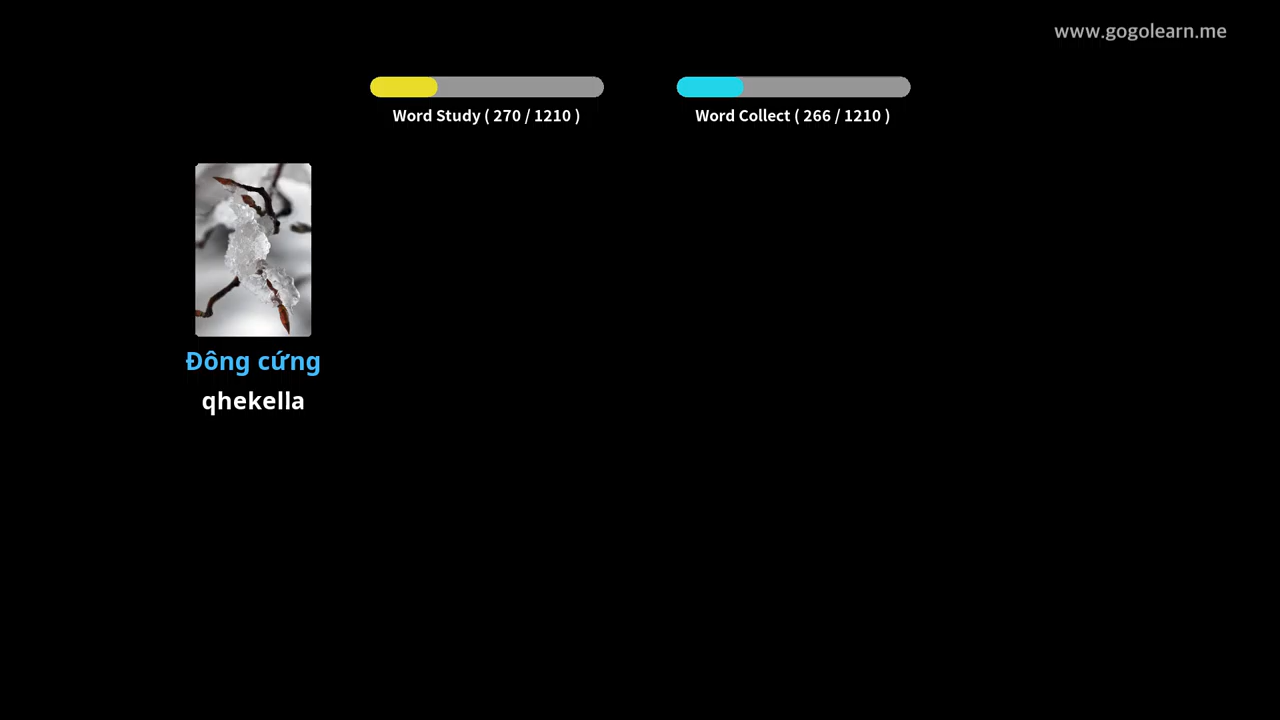 www.gogolearn.me
Word Study ( 270 / 1210 )
Word Collect ( 266 / 1210 )
Đông cứng
qhekella